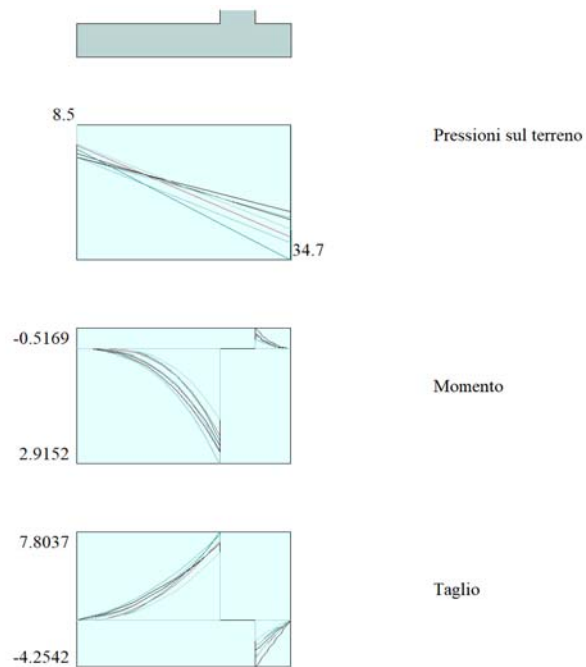 8.5
Pressioni sul terreno
34.7
-0.5169
Momento
2.9152
7.8037
Taglio
-4.2542